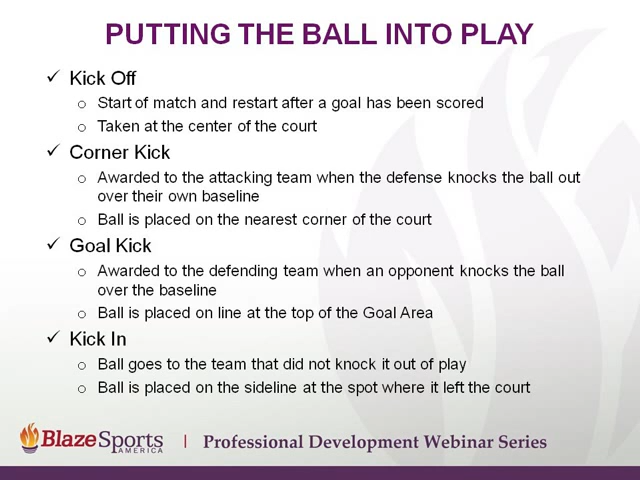 PUTTING THE BALL INTO PLAY
✓ Kick Off
o Start of match and restart after a goal has been scored
o Taken at the center of the court
✓ Corner Kick
o Awarded to the attacking team when the defense knocks the ball out
over their own baseline
o Ball is placed on the nearest corner of the court
✓ Goal Kick
o Awarded to the defending team when an opponent knocks the ball
over the baseline
o Ball is placed on line at the top of the Goal Area
✓ Kick In
o Ball goes to the team that did not knock it out of play
o Ball is placed on the sideline at the spot where it left the court
BlazeSports | Professional Development Webinar Series
AMERICA